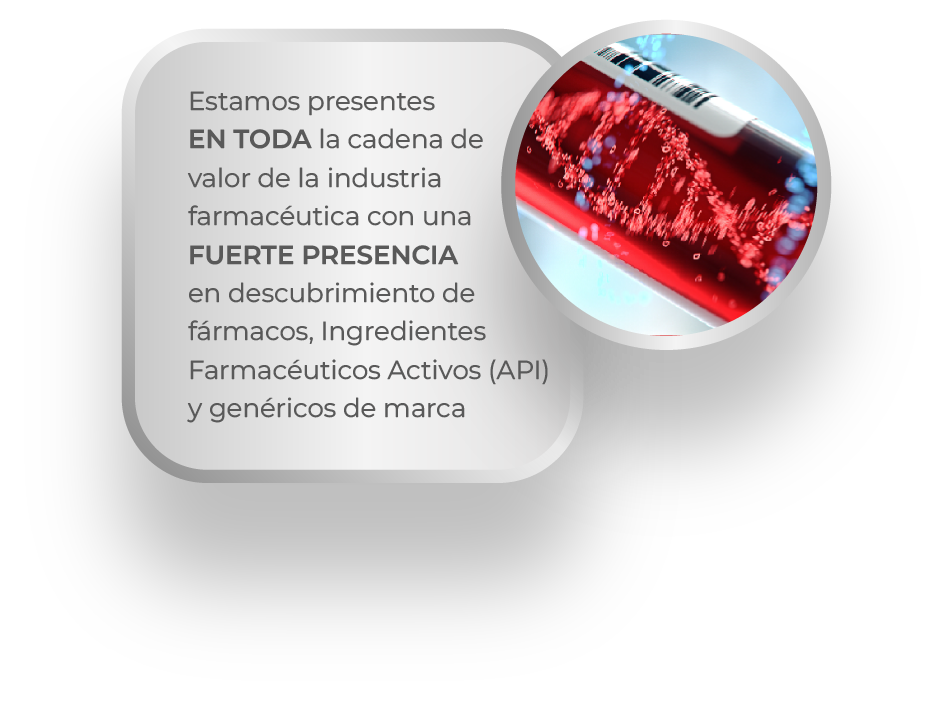 Estamos presentes
EN TODA la cadena de
valor de la industria
farmacéutica con una
FUERTE PRESENCIA
en descubrimiento de
fármacos, Ingredientes
Farmacéuticos Activos (API)
y genéricos de marca